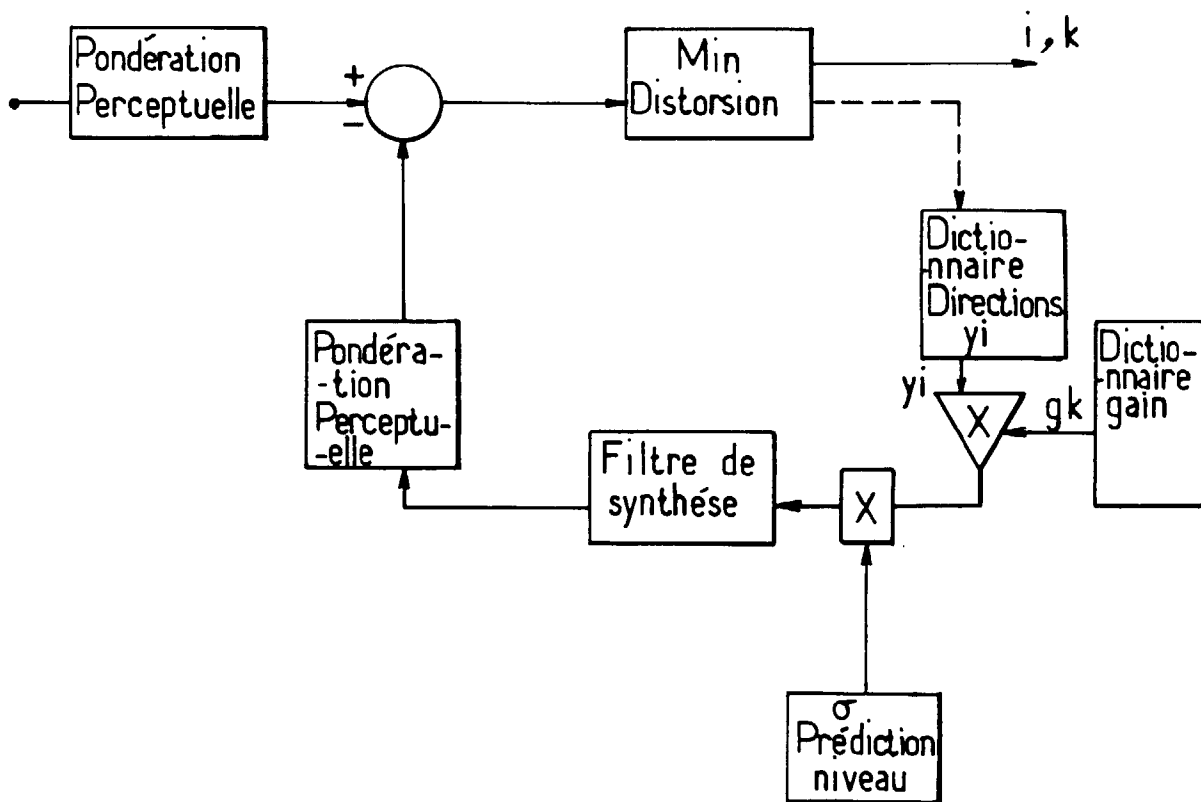 Pondération
Perceptuelle
+
−
Min
Distorsion
i, k
Dictio-
-nnaire
Directions
yi
yi
X
gk
Dictio-
-nnaire
gain
Pondéra-
-tion
Perceptu-
-elle
Filtre de
synthése
X
σ
Prédiction
niveau